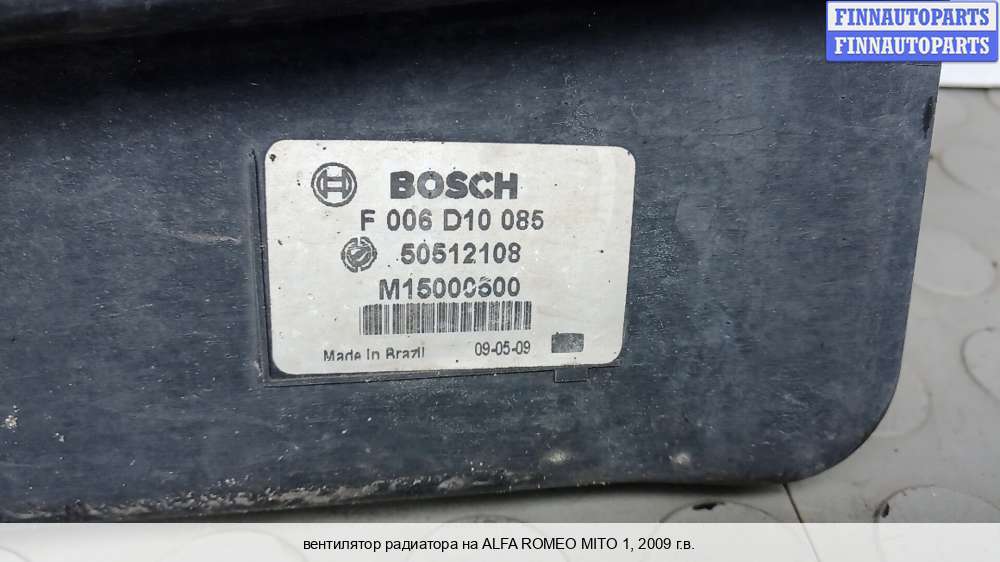 FINNAUTOPARTS
FINNAUTOPARTS
BOSCH
F 006 D10 085
50512108
M15000600
Made In Brazil
09-05-09
вентилятор радиатора на ALFA ROMEO MITO 1, 2009 г.в.